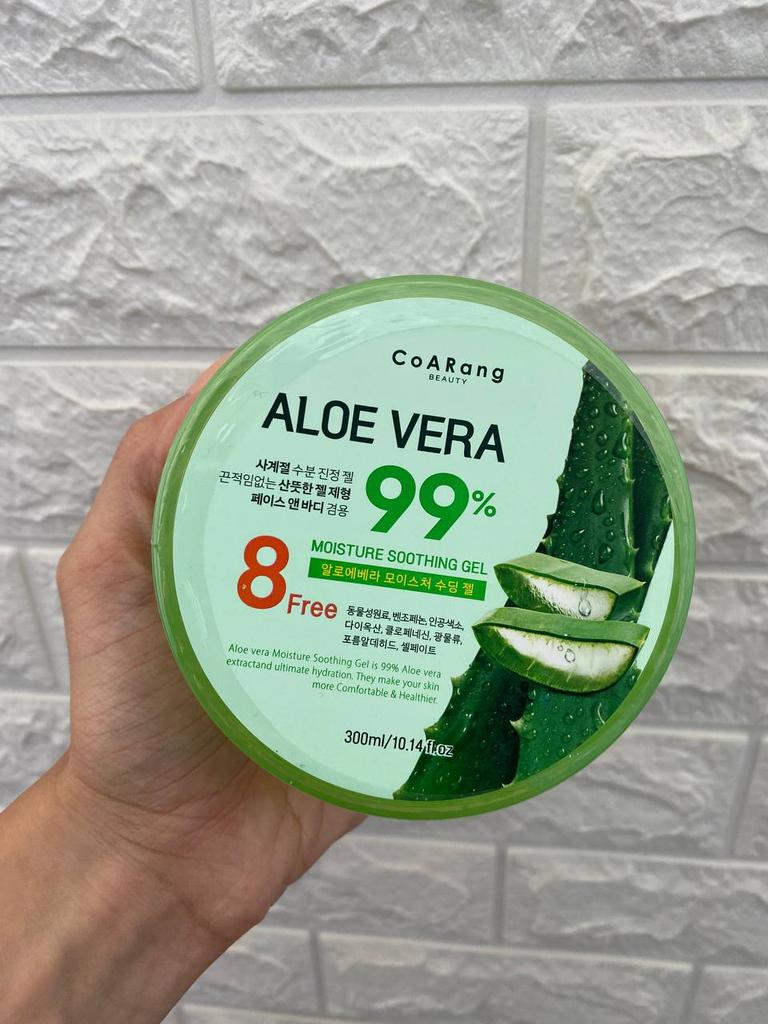 CoARang
BEAUTY
ALOE VERA
사계절 수분 진정 젤
끈적임없는 산뜻한 젤 제형
페이스 앤 바디 겸용
99%
8 Free
MOISTURE SOOTHING GEL
알로에베라 모이스처 수딩 젤
동물성원료, 벤조페논, 인공색소,
다이옥산, 클로페네신, 광물류,
포름알데히드, 셀페이트
Aloe vera Moisture Soothing Gel is 99% Aloe vera
extractand ultimate hydration. They make your skin
more Comfortable & Healthier.
300ml/10.14 fl.oz